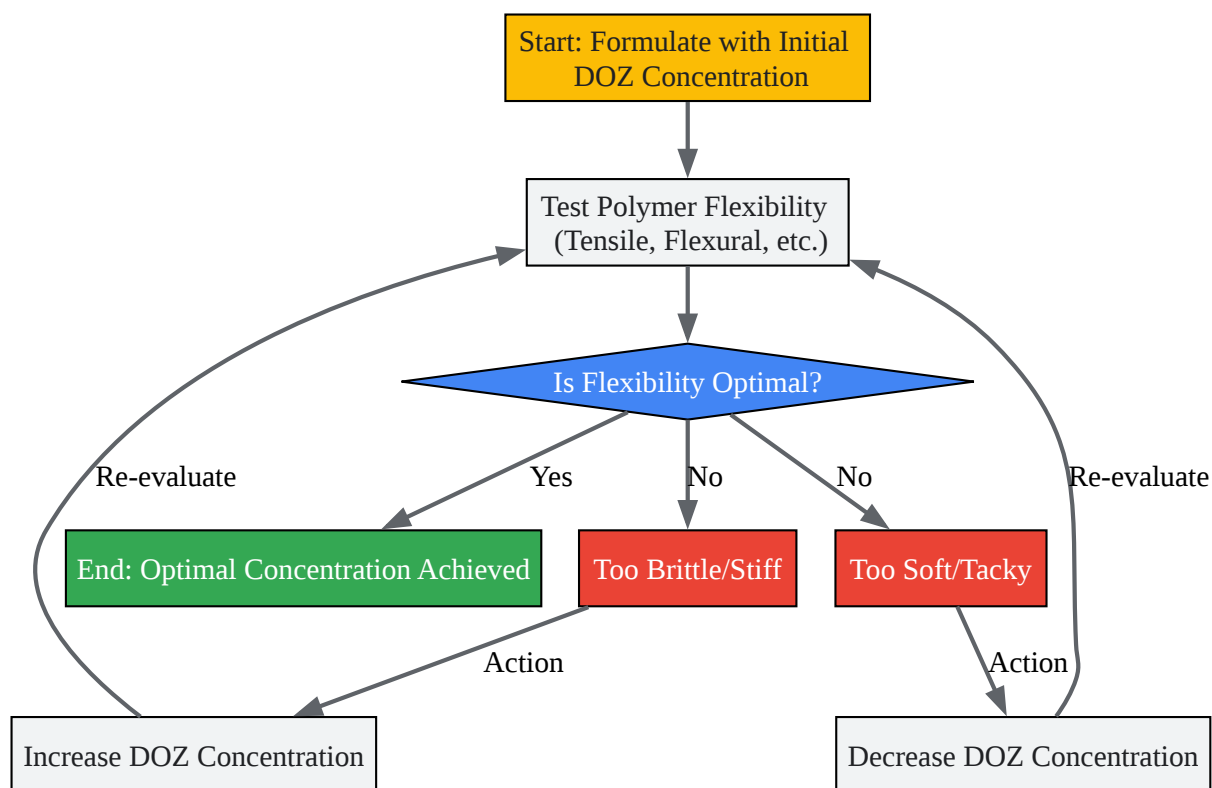 Start: Formulate with Initial
DOZ Concentration
Test Polymer Flexibility
(Tensile, Flexural, etc.)
Is Flexibility Optimal?
Re-evaluate
Yes
No
No
Re-evaluate
End: Optimal Concentration Achieved
Too Brittle/Stiff
Too Soft/Tacky
Action
Action
Increase DOZ Concentration
Decrease DOZ Concentration